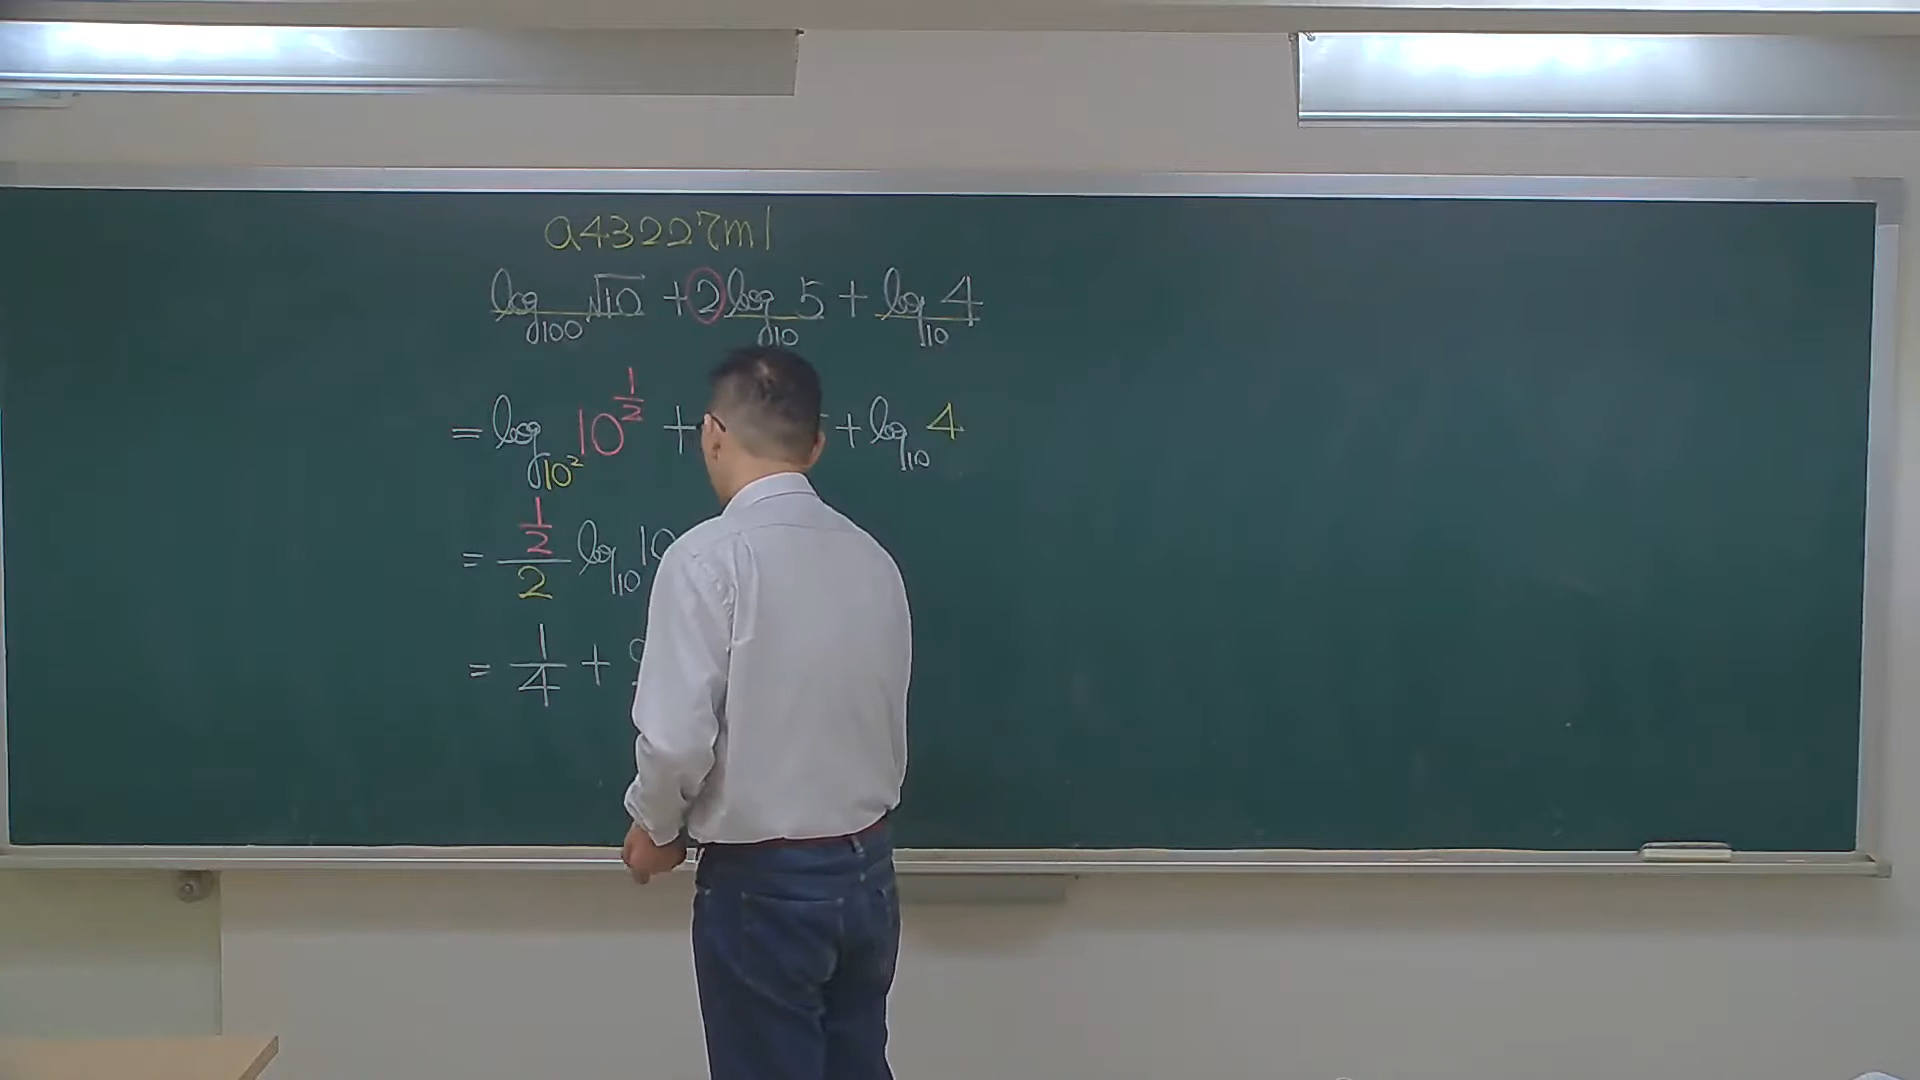 a43227m1
log₁₀₀ √10 + 2 log₁₀ 5 + log₁₀ 4
= log₁₀² 10^(1/2) + + log₁₀ 4
= (1/2)/2 log₁₀ 10
= 1/4 +